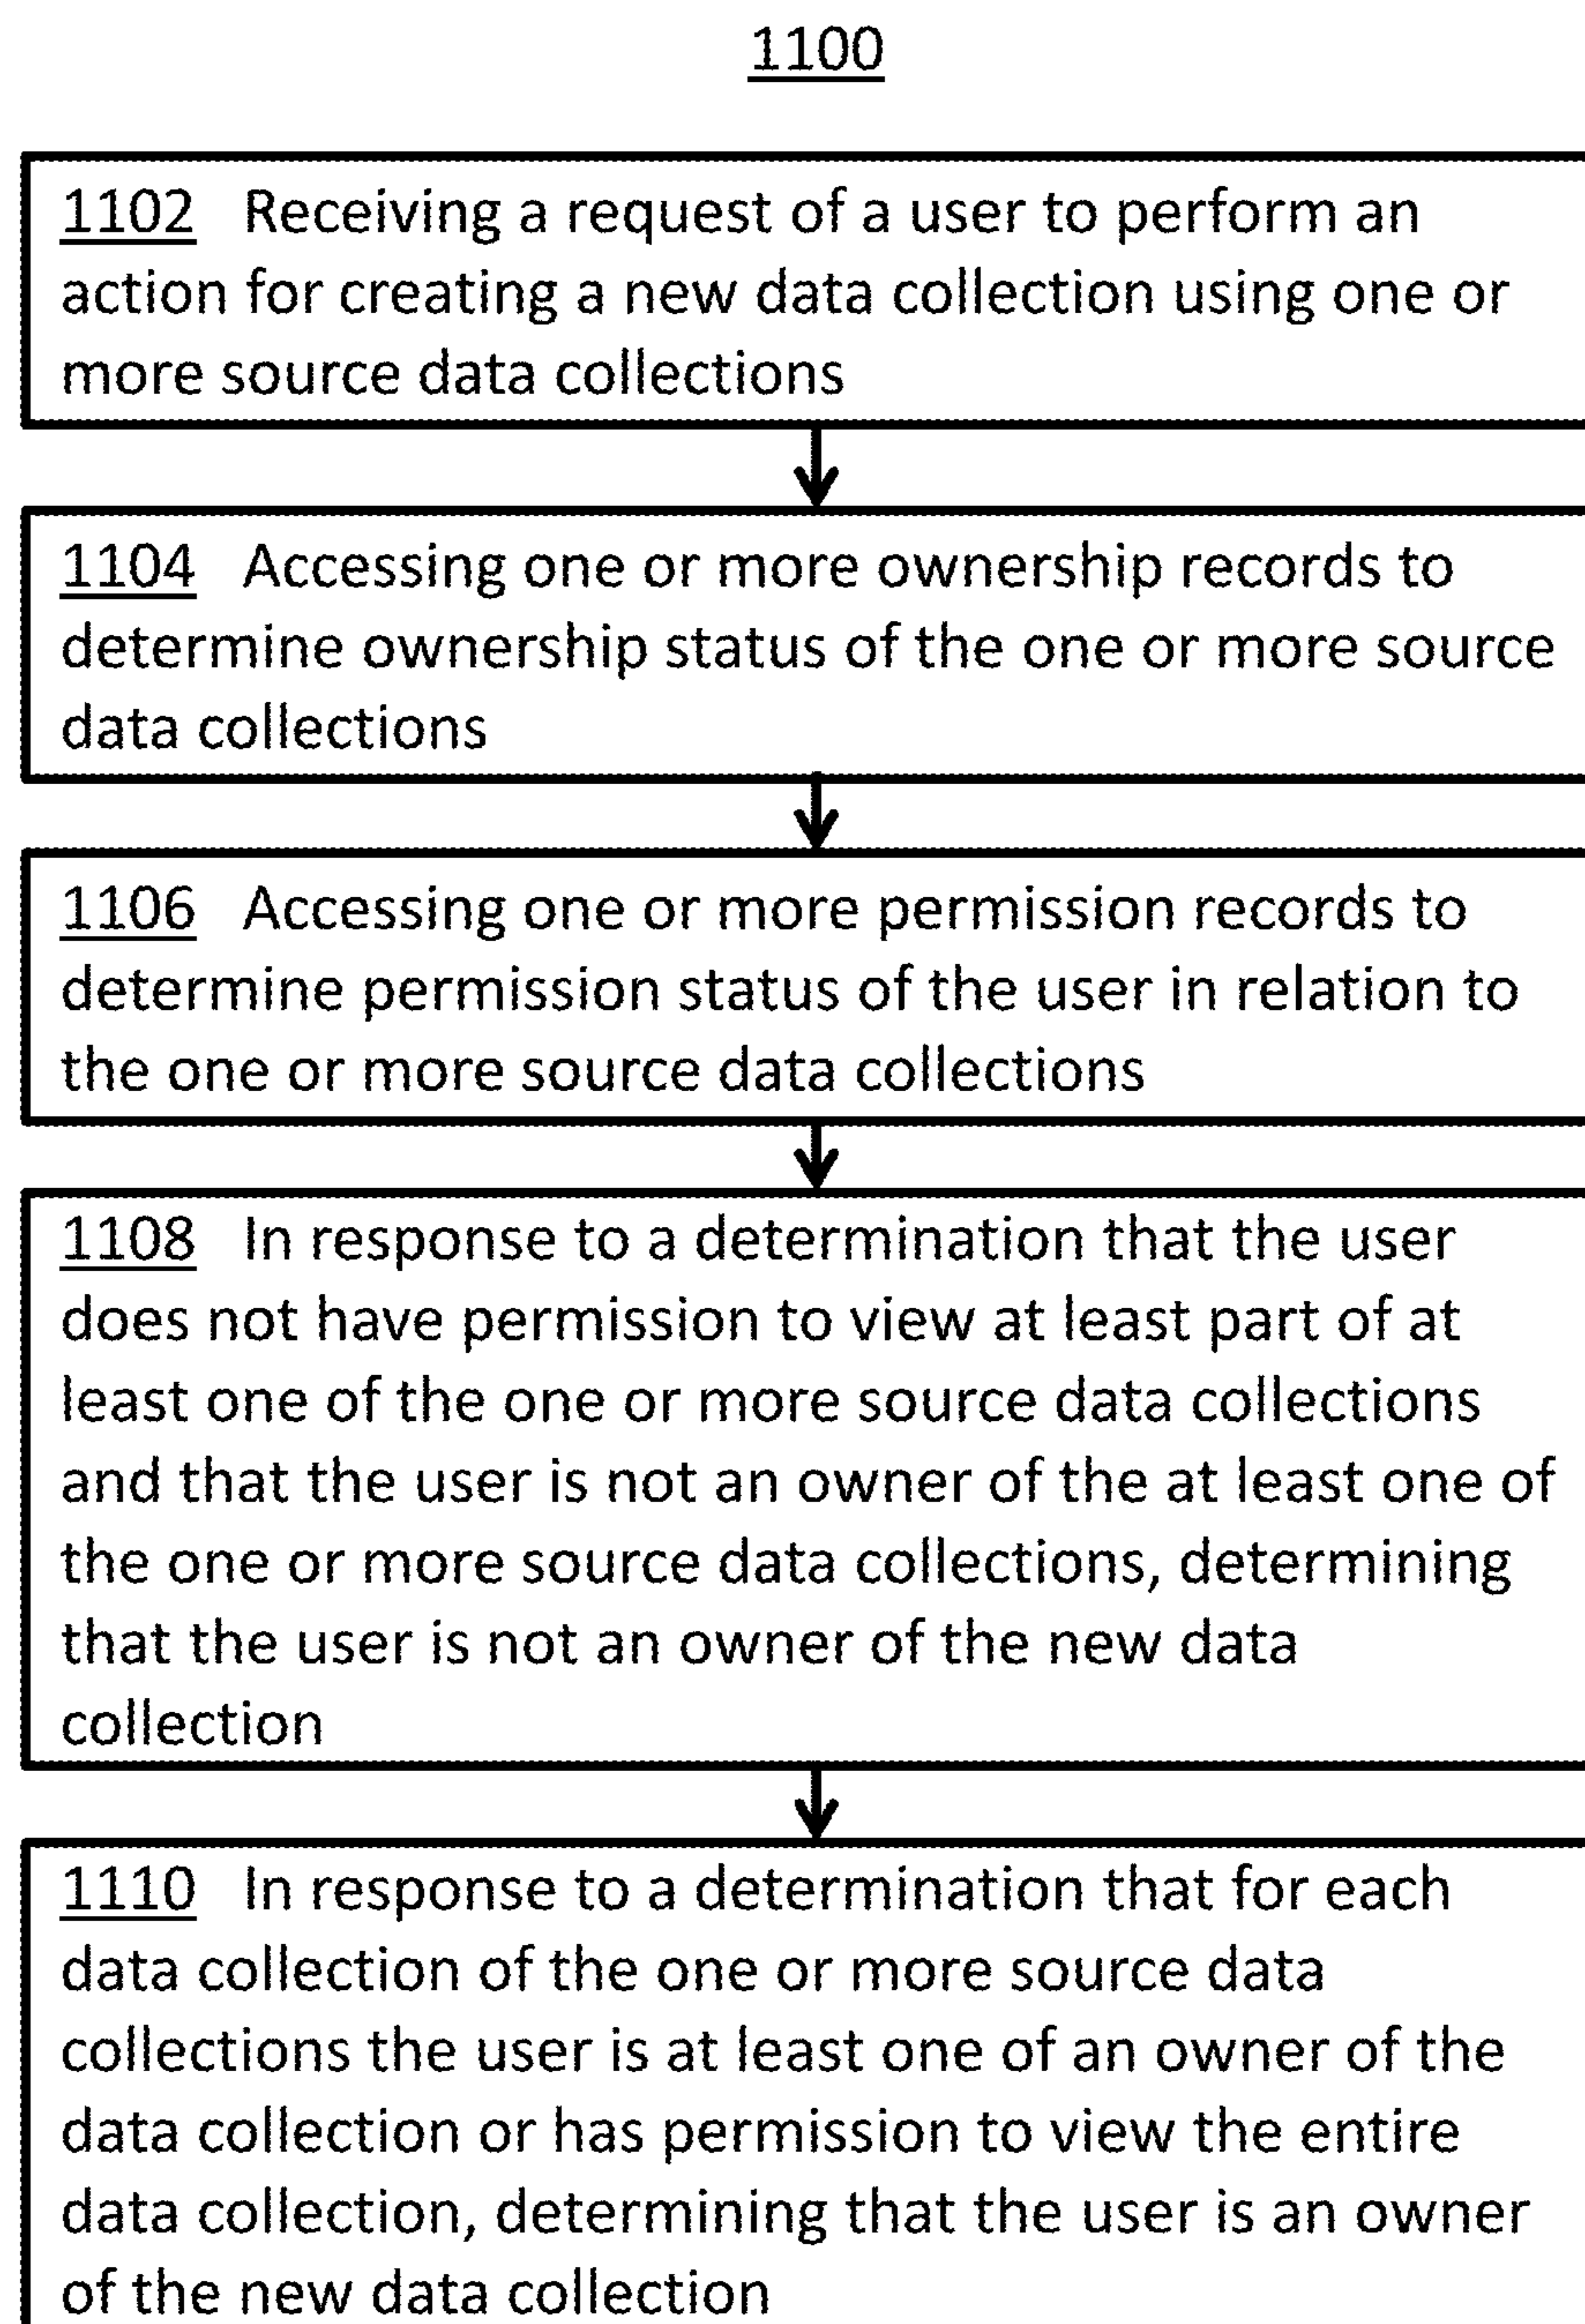 1100
1102 Receiving a request of a user to perform an
action for creating a new data collection using one or
more source data collections
1104 Accessing one or more ownership records to
determine ownership status of the one or more source
data collections
1106 Accessing one or more permission records to
determine permission status of the user in relation to
the one or more source data collections
1108 In response to a determination that the user
does not have permission to view at least part of at
least one of the one or more source data collections
and that the user is not an owner of the at least one of
the one or more source data collections, determining
that the user is not an owner of the new data
collection
1110 In response to a determination that for each
data collection of the one or more source data
collections the user is at least one of an owner of the
data collection or has permission to view the entire
data collection, determining that the user is an owner
of the new data collection